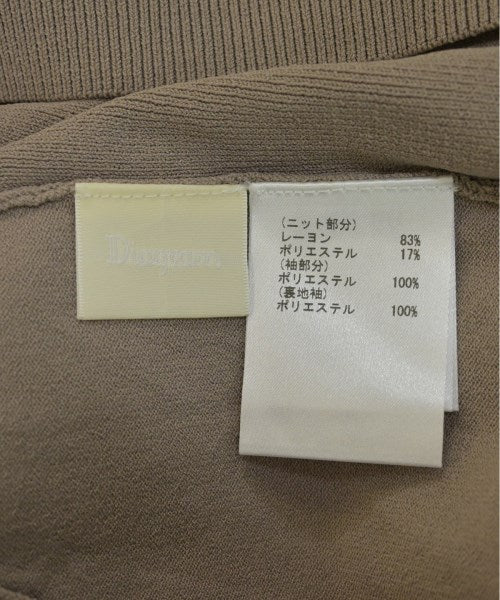 Diagram
(ニット部分)
レーヨン 83%
ポリエステル 17%
(袖部分)
ポリエステル 100%
(裏地袖)
ポリエステル 100%